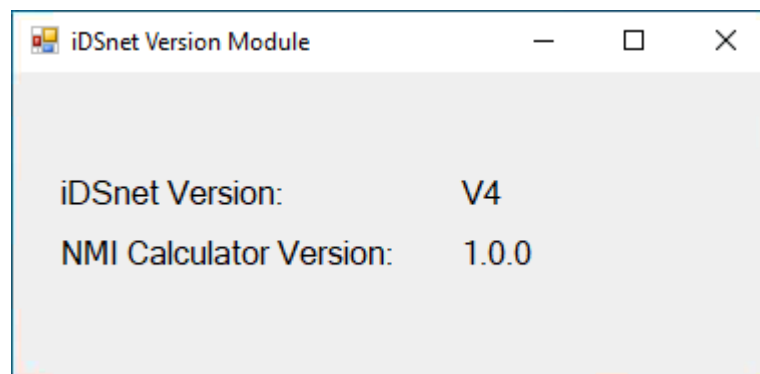 iDSnet Version Module
iDSnet Version: V4
NMI Calculator Version: 1.0.0